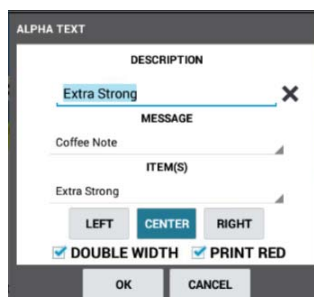 ALPHA TEXT
DESCRIPTION
Extra Strong
MESSAGE
Coffee Note
ITEM(S)
Extra Strong
LEFT CENTER RIGHT
DOUBLE WIDTH PRINT RED
OK CANCEL